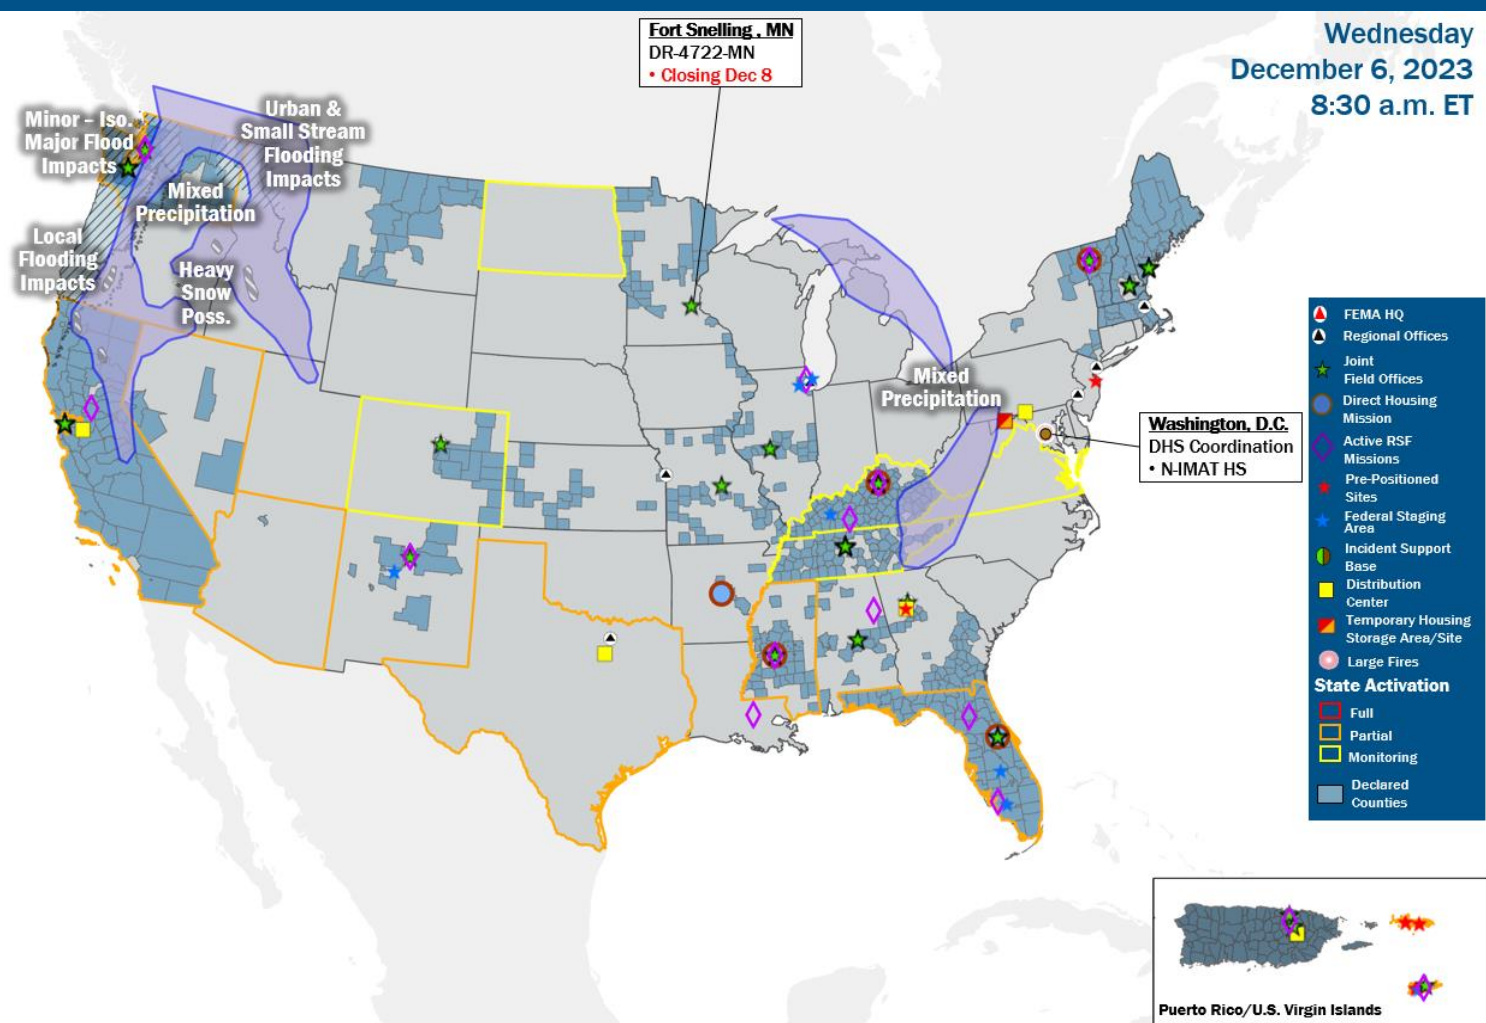 Wednesday
December 6, 2023
8:30 a.m. ET
Fort Snelling , MN
DR-4722-MN
• Closing Dec 8
Minor – Iso.
Major Flood
Impacts
Urban &
Small Stream
Flooding
Impacts
Mixed
Precipitation
Local
Flooding
Impacts
Heavy
Snow
Poss.
Mixed
Precipitation
Washington, D.C.
DHS Coordination
• N-IMAT HS
FEMA HQ
Regional Offices
Joint
Field Offices
Direct Housing
Mission
Active RSF
Missions
Pre-Positioned
Sites
Federal Staging
Area
Incident Support
Base
Distribution
Center
Temporary Housing
Storage Area/Site
Large Fires
State Activation
Full
Partial
Monitoring
Declared
Counties
Puerto Rico/U.S. Virgin Islands